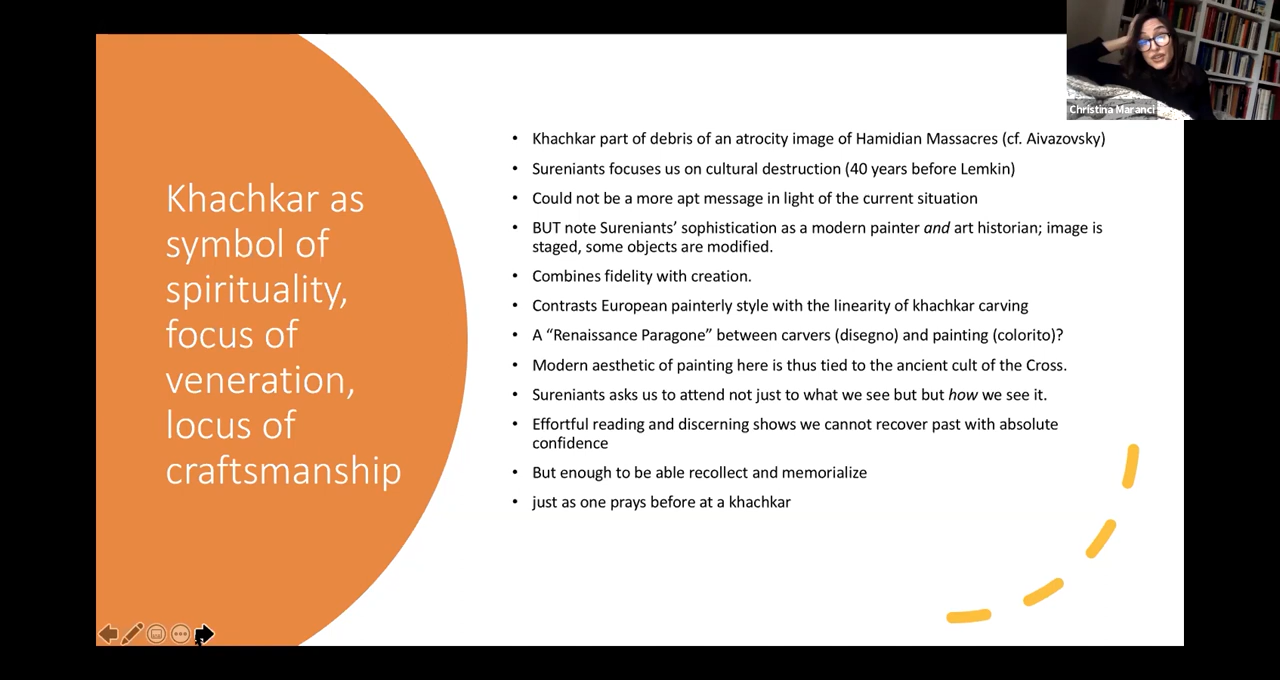 Christina Maranci
Khachkar as
symbol of
spirituality,
focus of
veneration,
locus of
craftsmanship
• Khachkar part of debris of an atrocity image of Hamidian Massacres (cf. Aivazovsky)
• Sureniants focuses us on cultural destruction (40 years before Lemkin)
• Could not be a more apt message in light of the current situation
• BUT note Sureniants’ sophistication as a modern painter and art historian; image is
staged, some objects are modified.
• Combines fidelity with creation.
• Contrasts European painterly style with the linearity of khachkar carving
• A “Renaissance Paragone” between carvers (disegno) and painting (colorito)?
• Modern aesthetic of painting here is thus tied to the ancient cult of the Cross.
• Sureniants asks us to attend not just to what we see but but how we see it.
• Effortful reading and discerning shows we cannot recover past with absolute
confidence
• But enough to be able recollect and memorialize
• just as one prays before at a khachkar